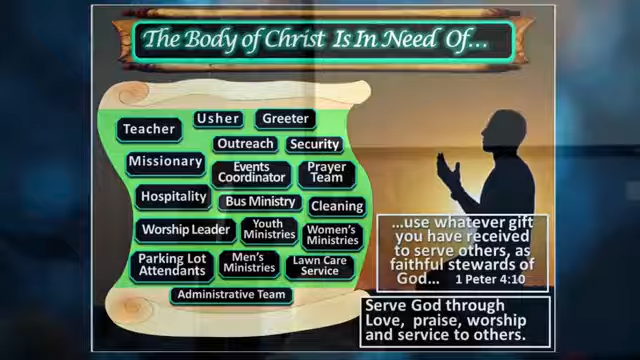 The Body of Christ Is In Need Of...
Teacher
Usher
Greeter
Outreach
Security
Missionary
Events
Coordinator
Prayer
Team
Hospitality
Bus Ministry
Cleaning
Worship Leader
Youth
Ministries
Women's
Ministries
Parking Lot
Attendants
Men's
Ministries
Lawn Care
Service
Administrative Team
...use whatever gift
you have received
to serve others, as
faithful stewards of
God... 1 Peter 4:10
Serve God through
Love, praise, worship
and service to others.